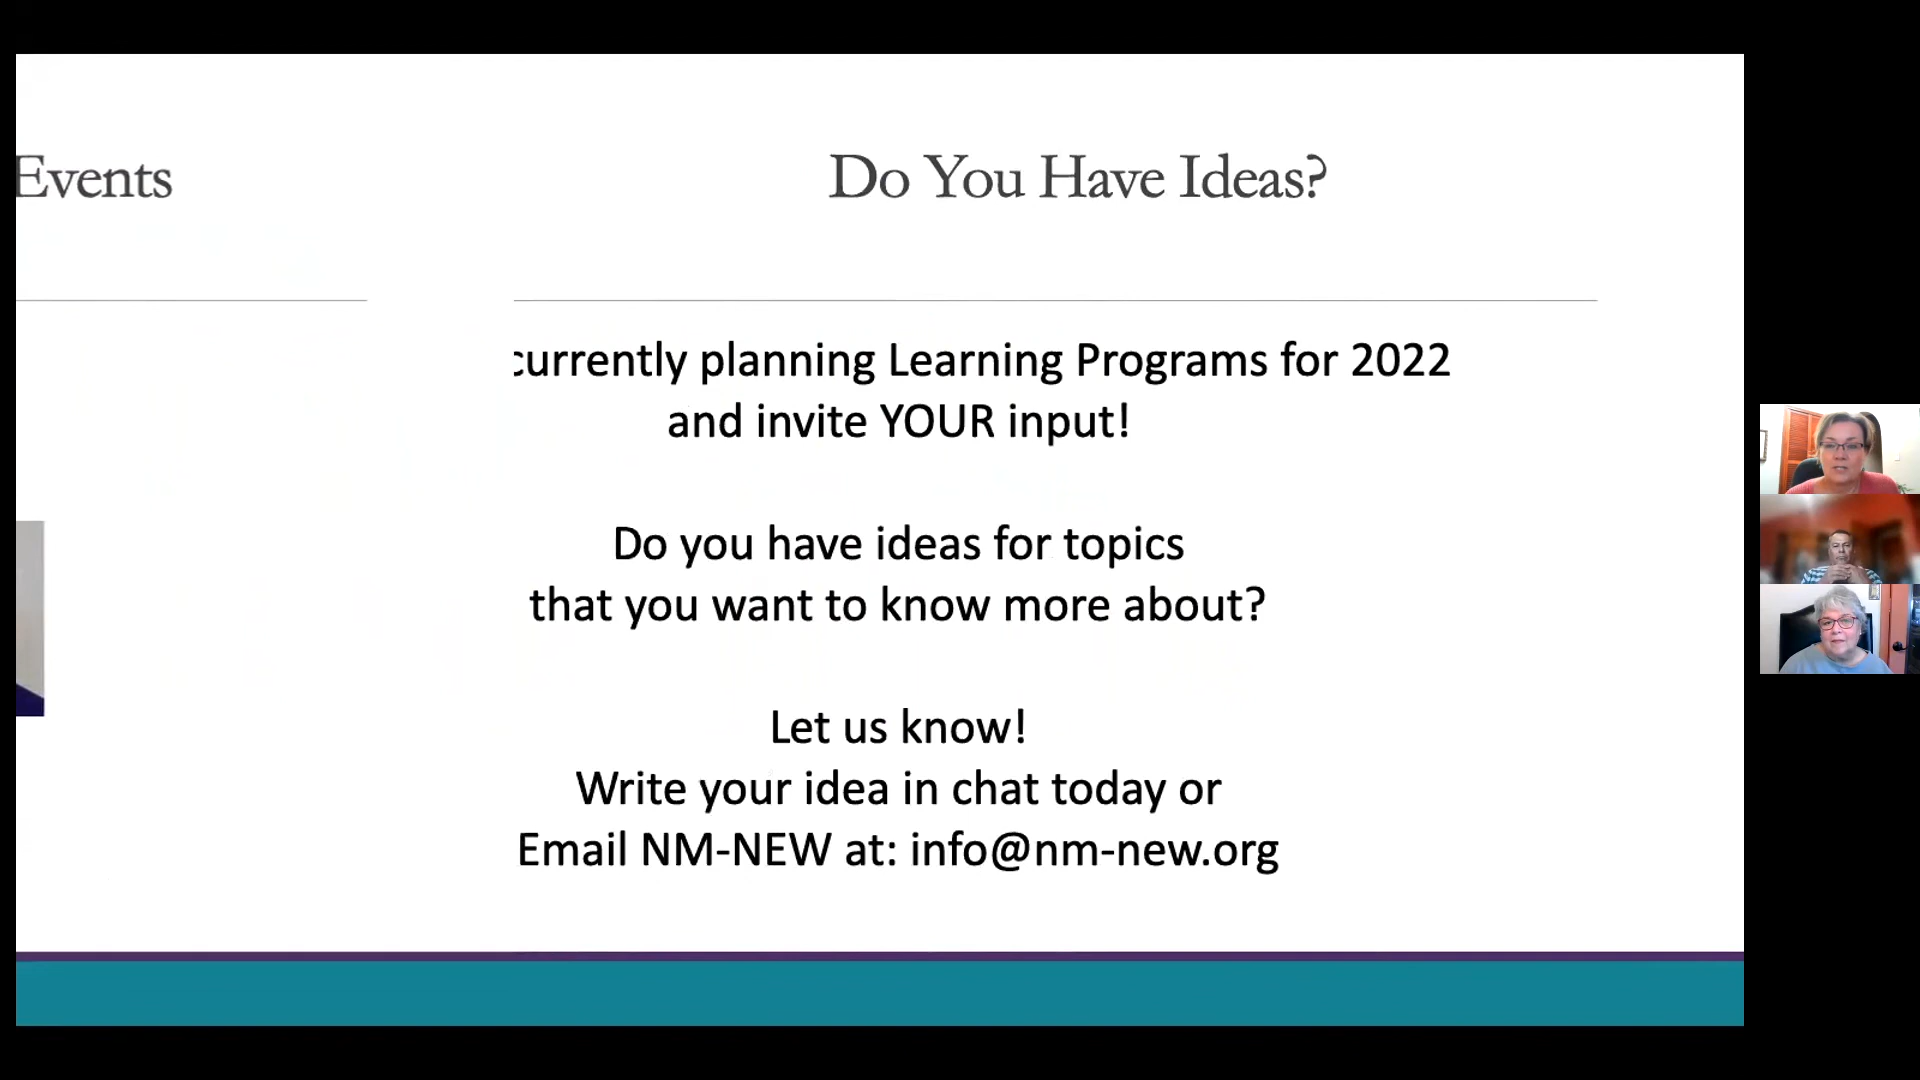 Events
Do You Have Ideas?
currently planning Learning Programs for 2022
and invite YOUR input!
Do you have ideas for topics
that you want to know more about?
Let us know!
Write your idea in chat today or
Email NM-NEW at: info@nm-new.org